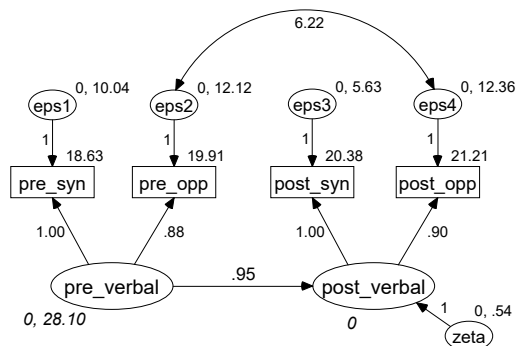 6.22
0, 10.04
0, 12.12
0, 5.63
0, 12.36
eps1
eps2
eps3
eps4
1
1
1
1
18.63
19.91
20.38
21.21
pre_syn
pre_opp
post_syn
post_opp
1.00
.88
1.00
.90
pre_verbal
.95
post_verbal
0, 28.10
0
1
0, .54
zeta